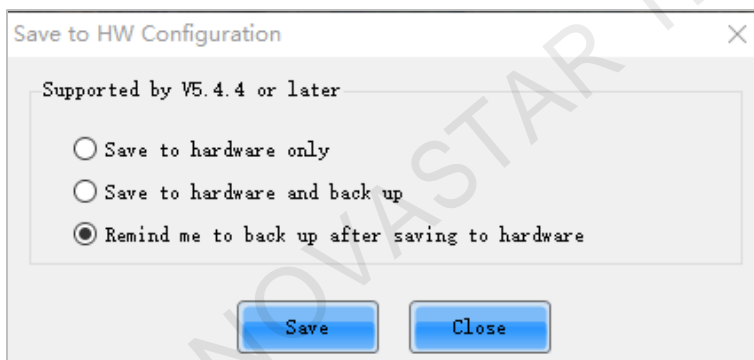 Save to HW Configuration
Supported by V5.4.4 or later
Save to hardware only
Save to hardware and back up
Remind me to back up after saving to hardware
Save
Close
NOVASTAR